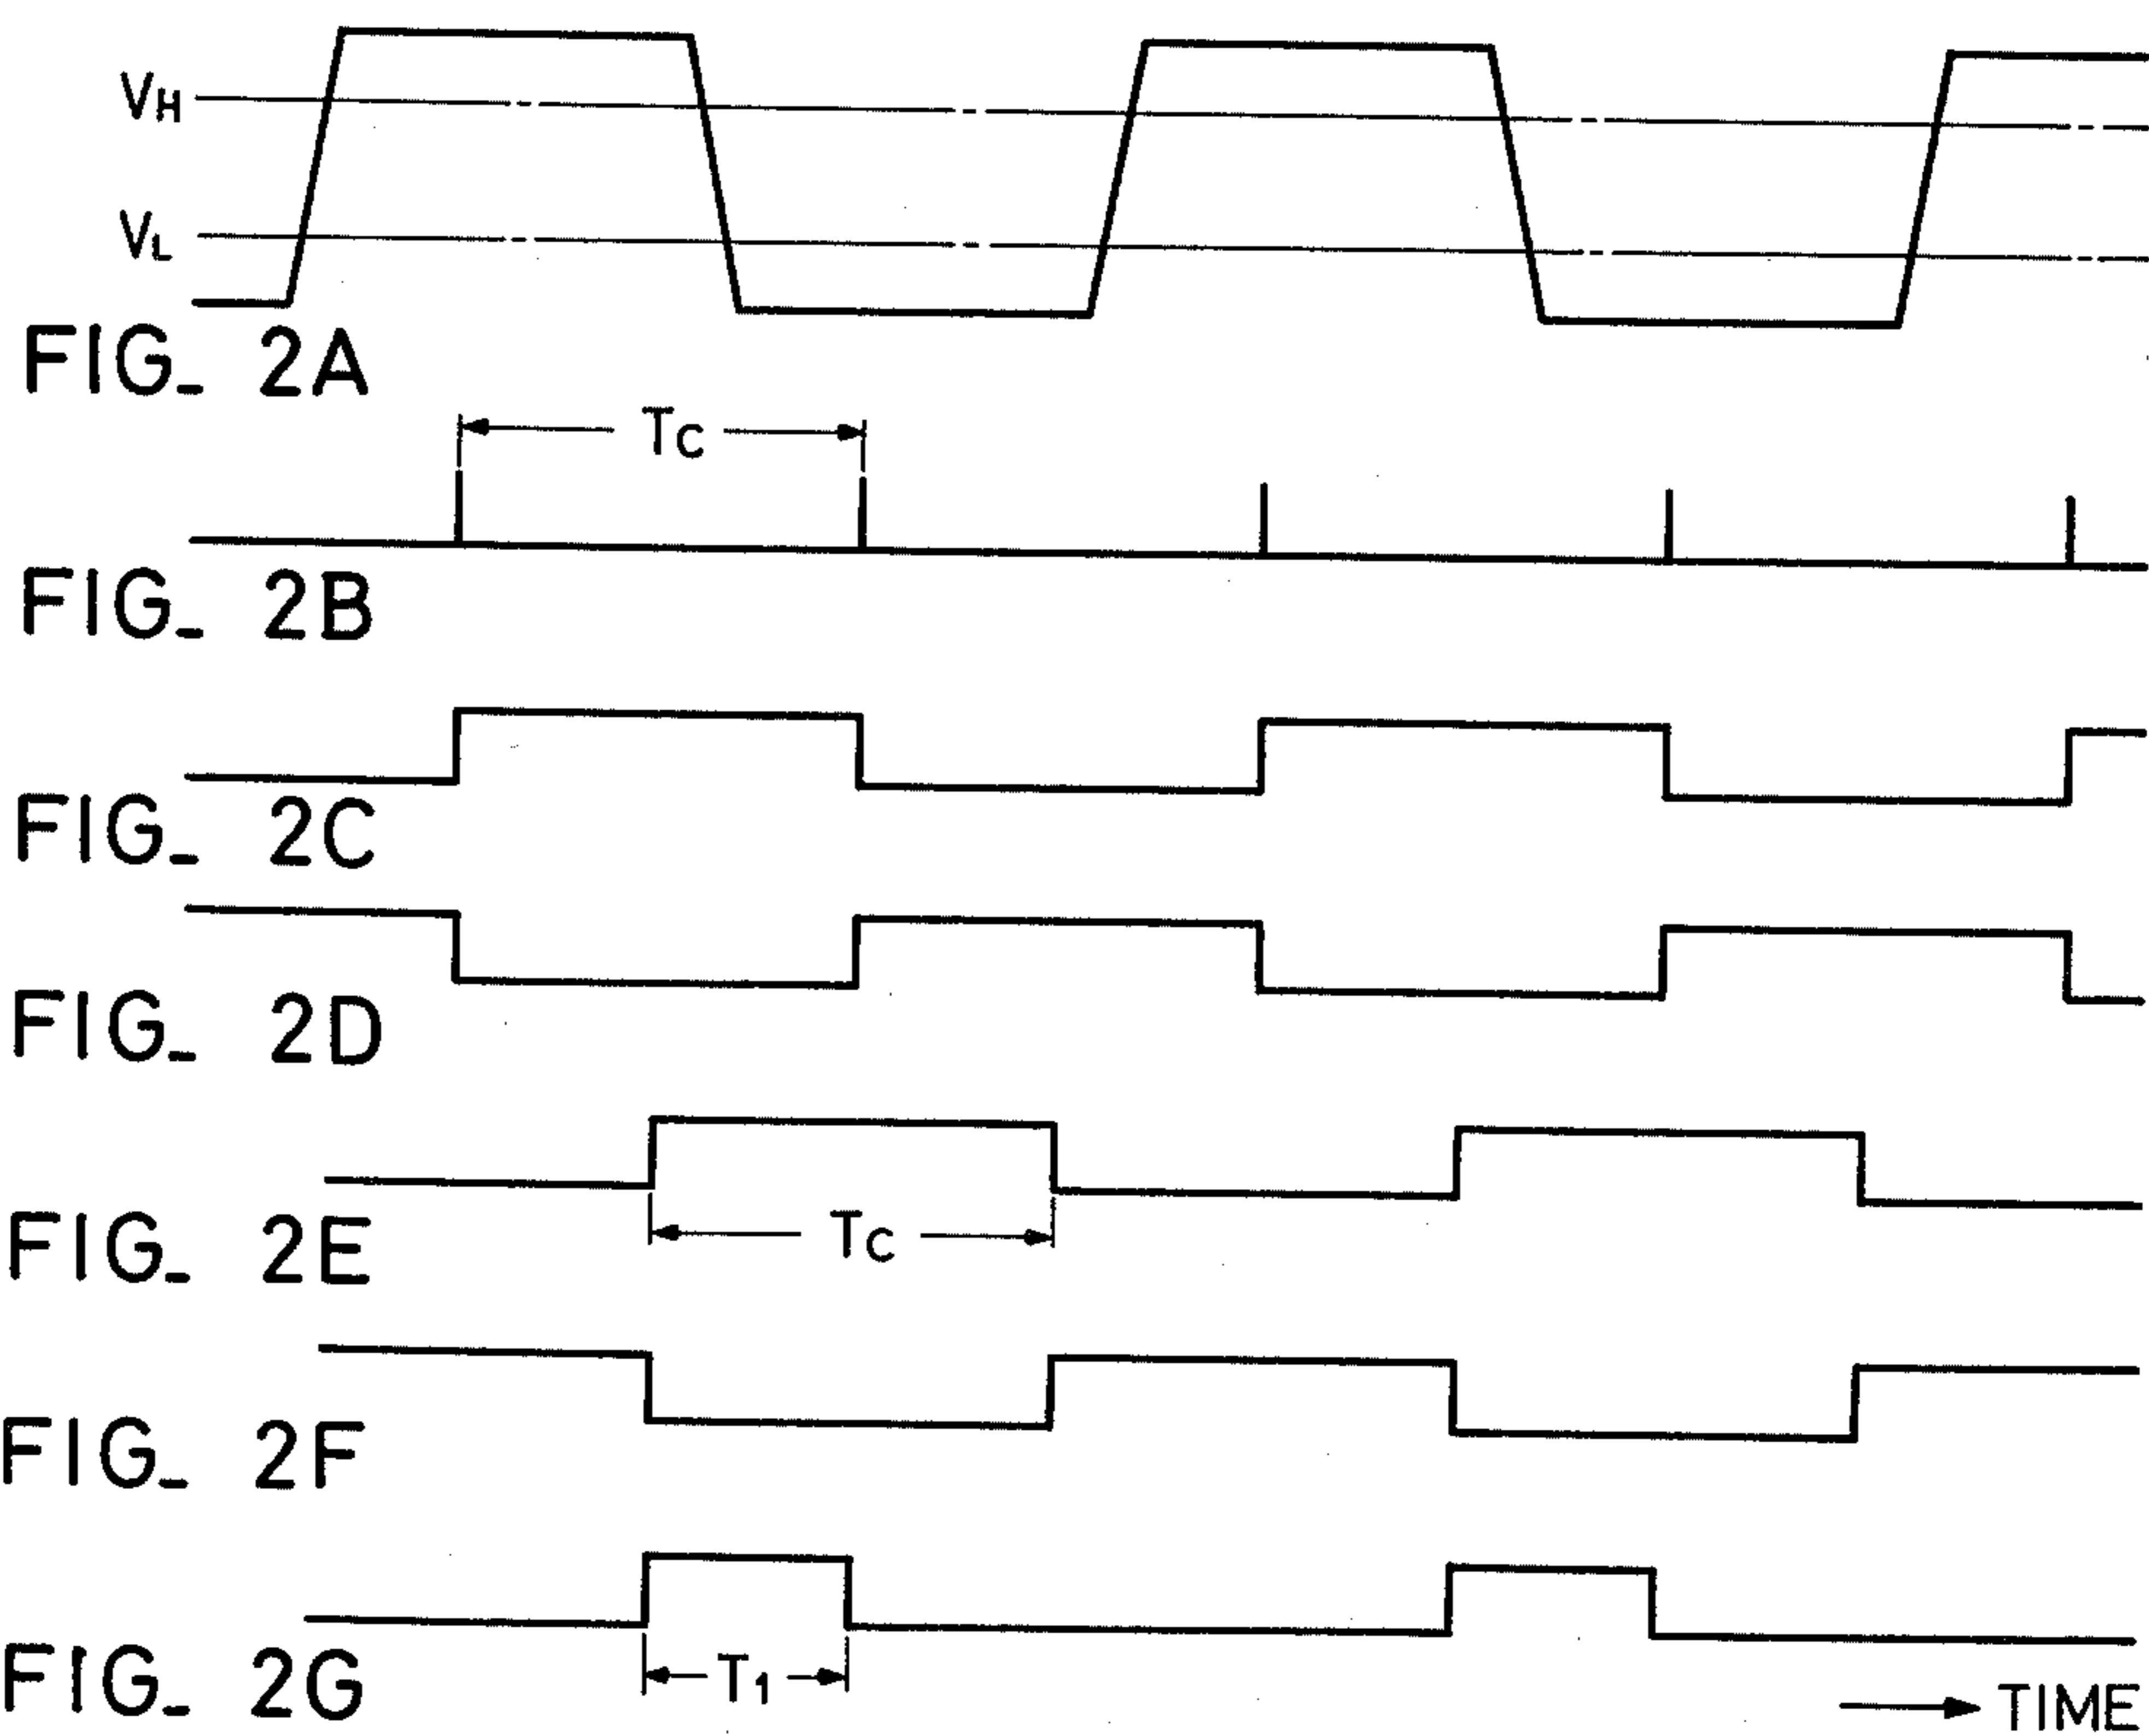 VH
VL
FIG_ 2A
TC
FIG_ 2B
FIG_ 2C
FIG_ 2D
FIG_ 2E
TC
FIG_ 2F
FIG_ 2G
T1
TIME